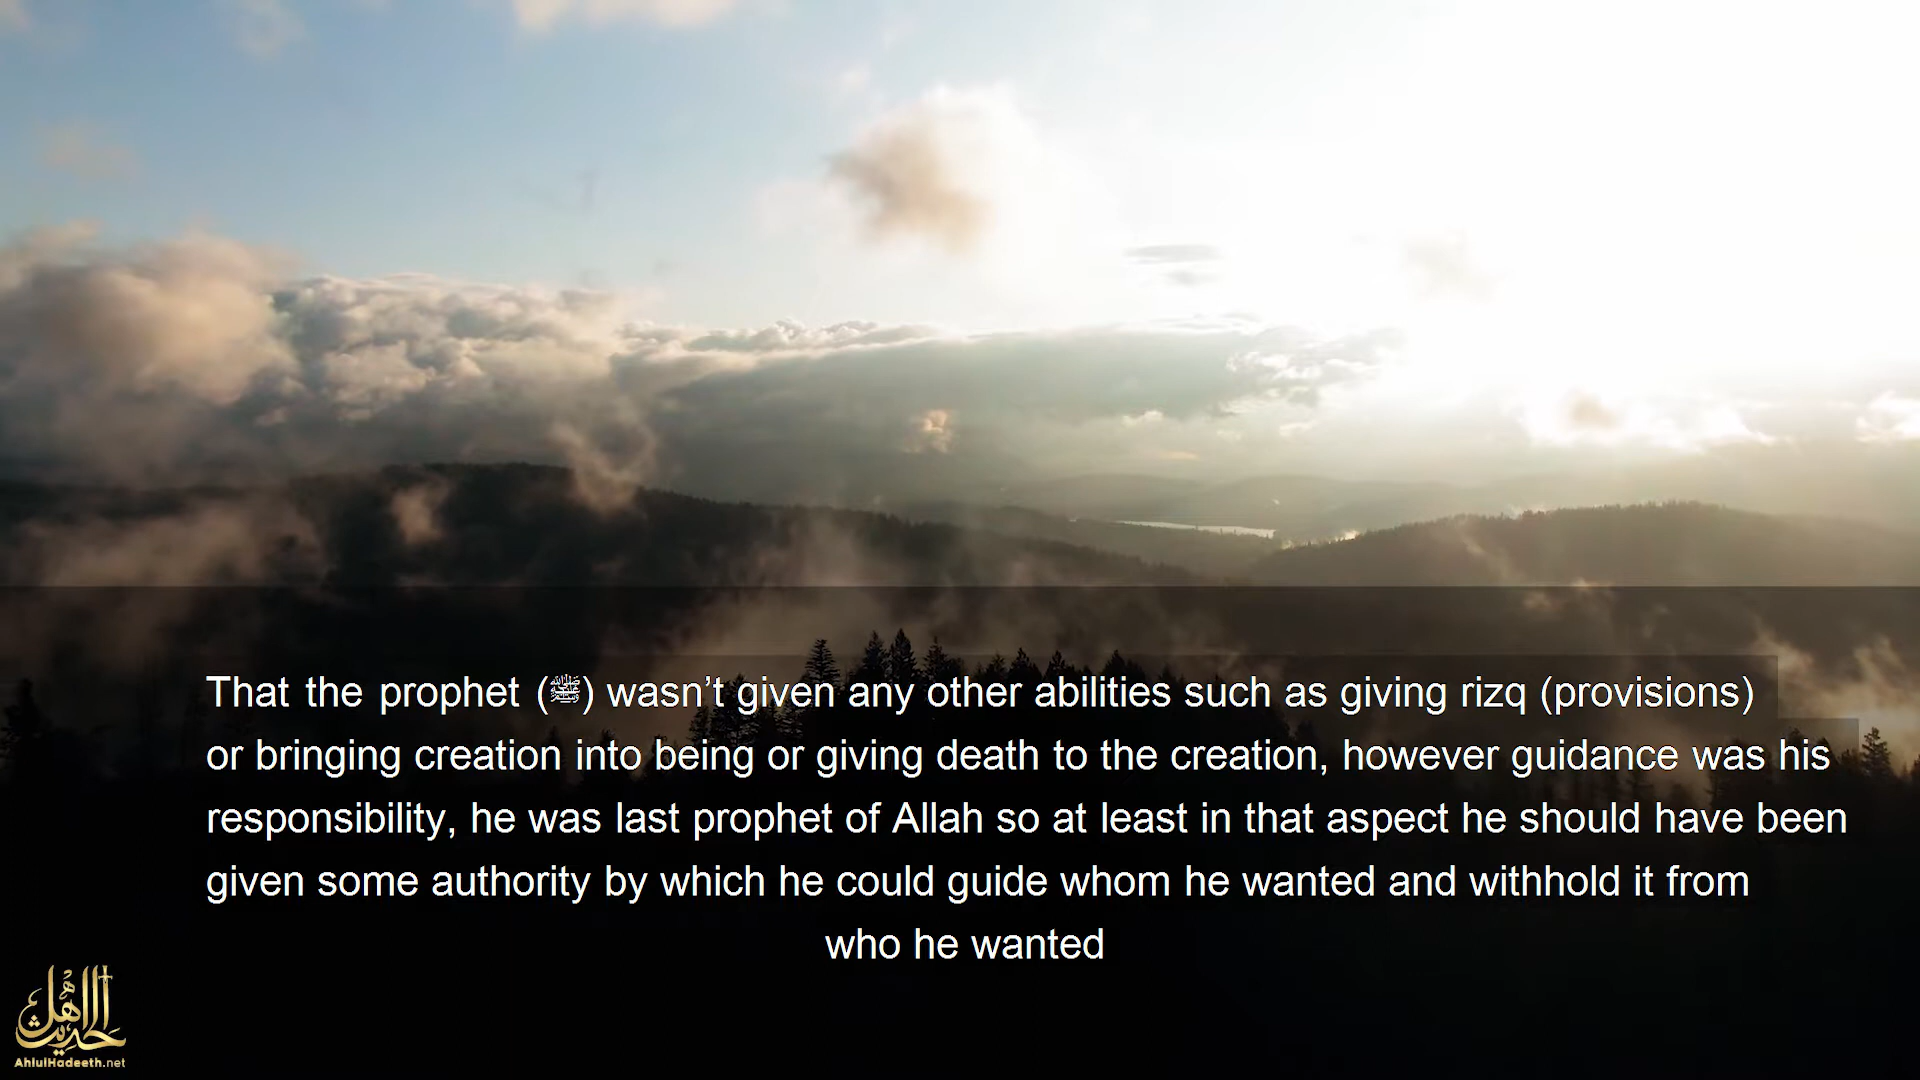 That the prophet (ﷺ) wasn’t given any other abilities such as giving rizq (provisions)
or bringing creation into being or giving death to the creation, however guidance was his
responsibility, he was last prophet of Allah so at least in that aspect he should have been
given some authority by which he could guide whom he wanted and withhold it from
who he wanted
اهل
حديث
AhlulHadeeth.net